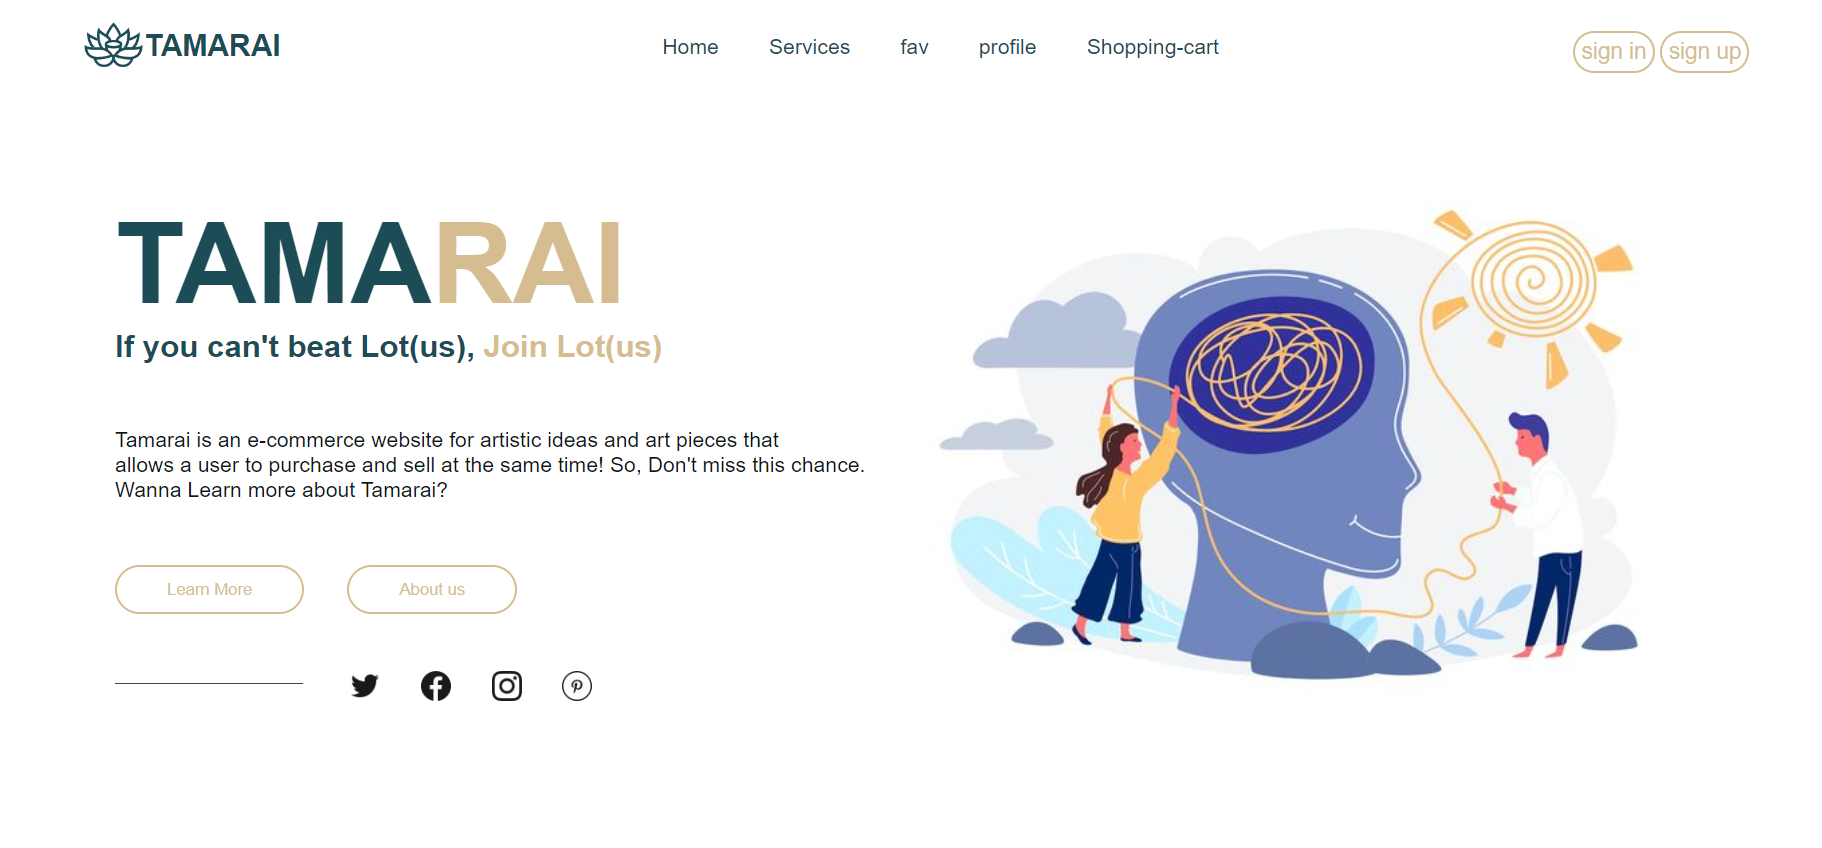 TAMARAI
Home Services fav profile Shopping-cart
sign in sign up
TAMARAI
If you can't beat Lot(us), Join Lot(us)
Tamarai is an e-commerce website for artistic ideas and art pieces that
allows a user to purchase and sell at the same time! So, Don't miss this chance.
Wanna Learn more about Tamarai?
Learn More About us